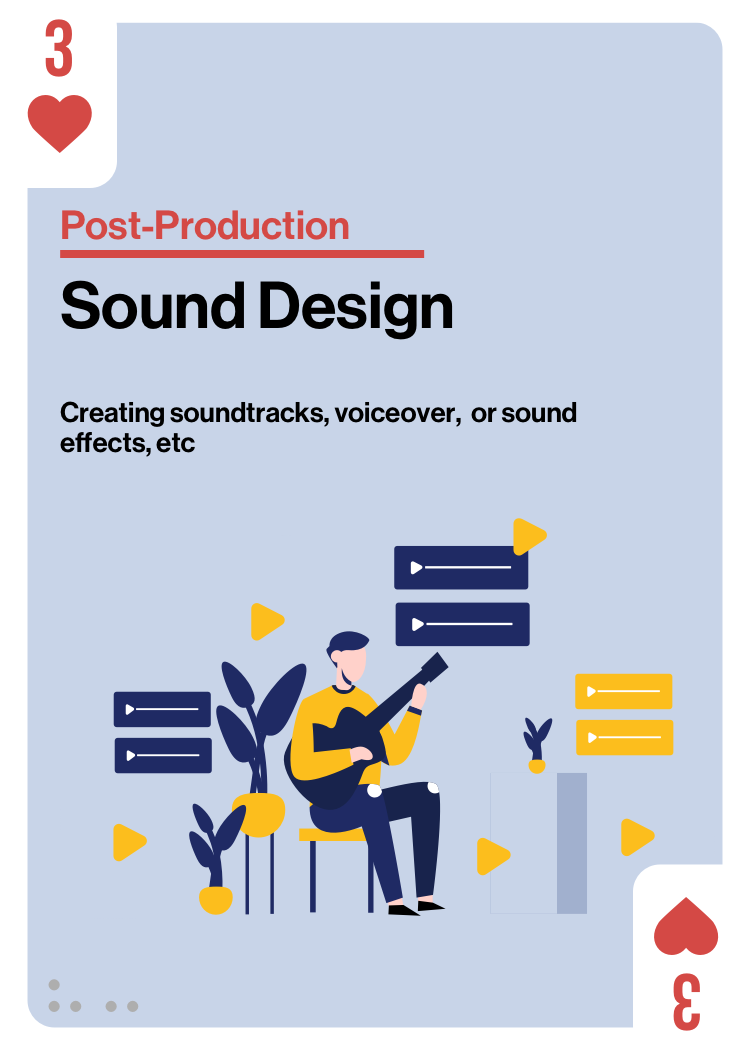 3
Post-Production
Sound Design
Creating soundtracks, voiceover,  or sound
effects, etc
3